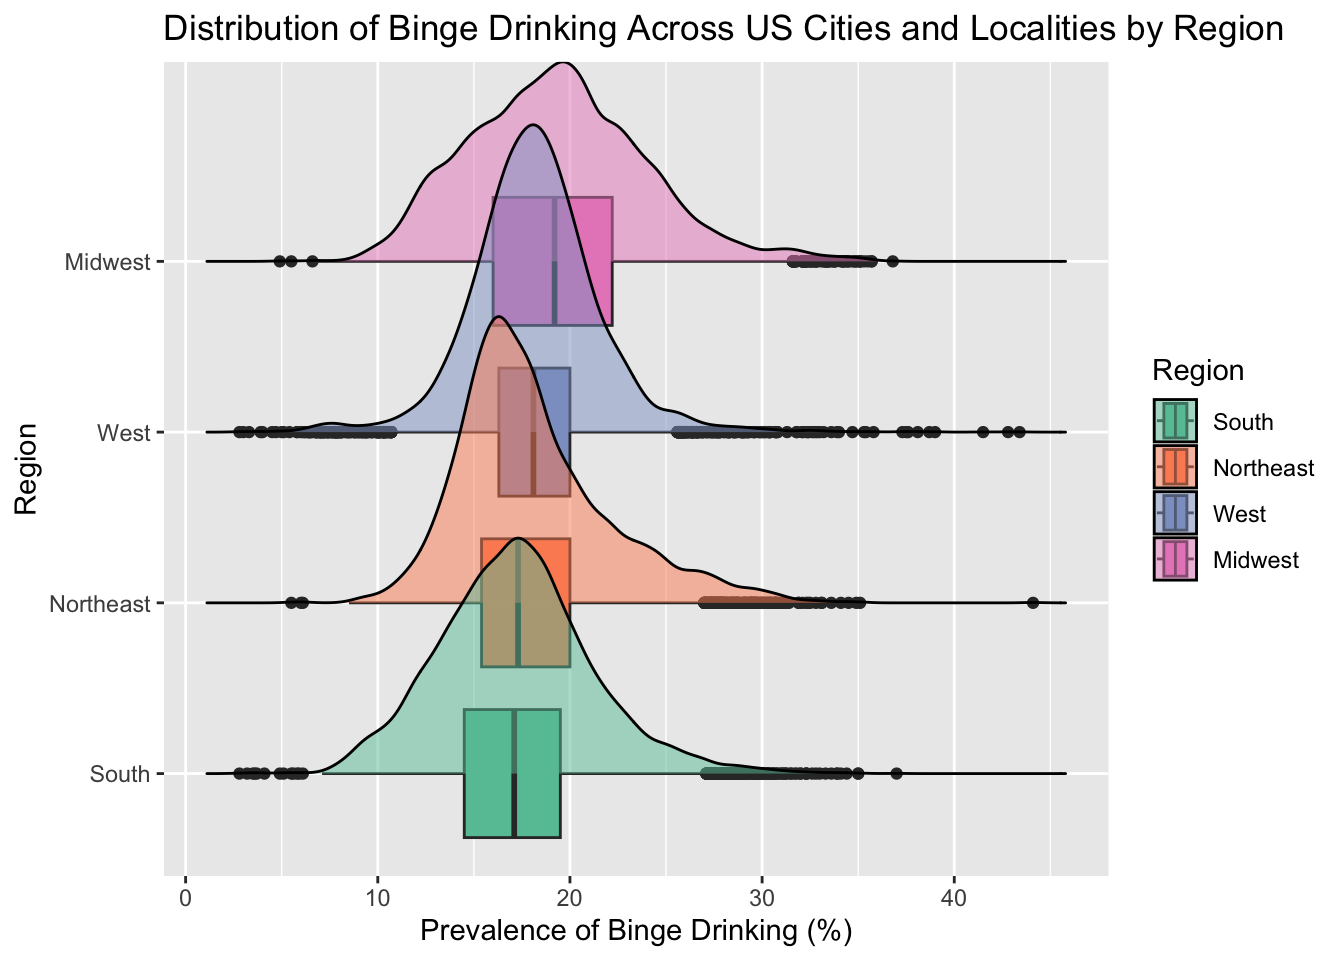 Distribution of Binge Drinking Across US Cities and Localities by Region
Region
Midwest
West
Northeast
South
0 10 20 30 40
Prevalence of Binge Drinking (%)
Region
South
Northeast
West
Midwest